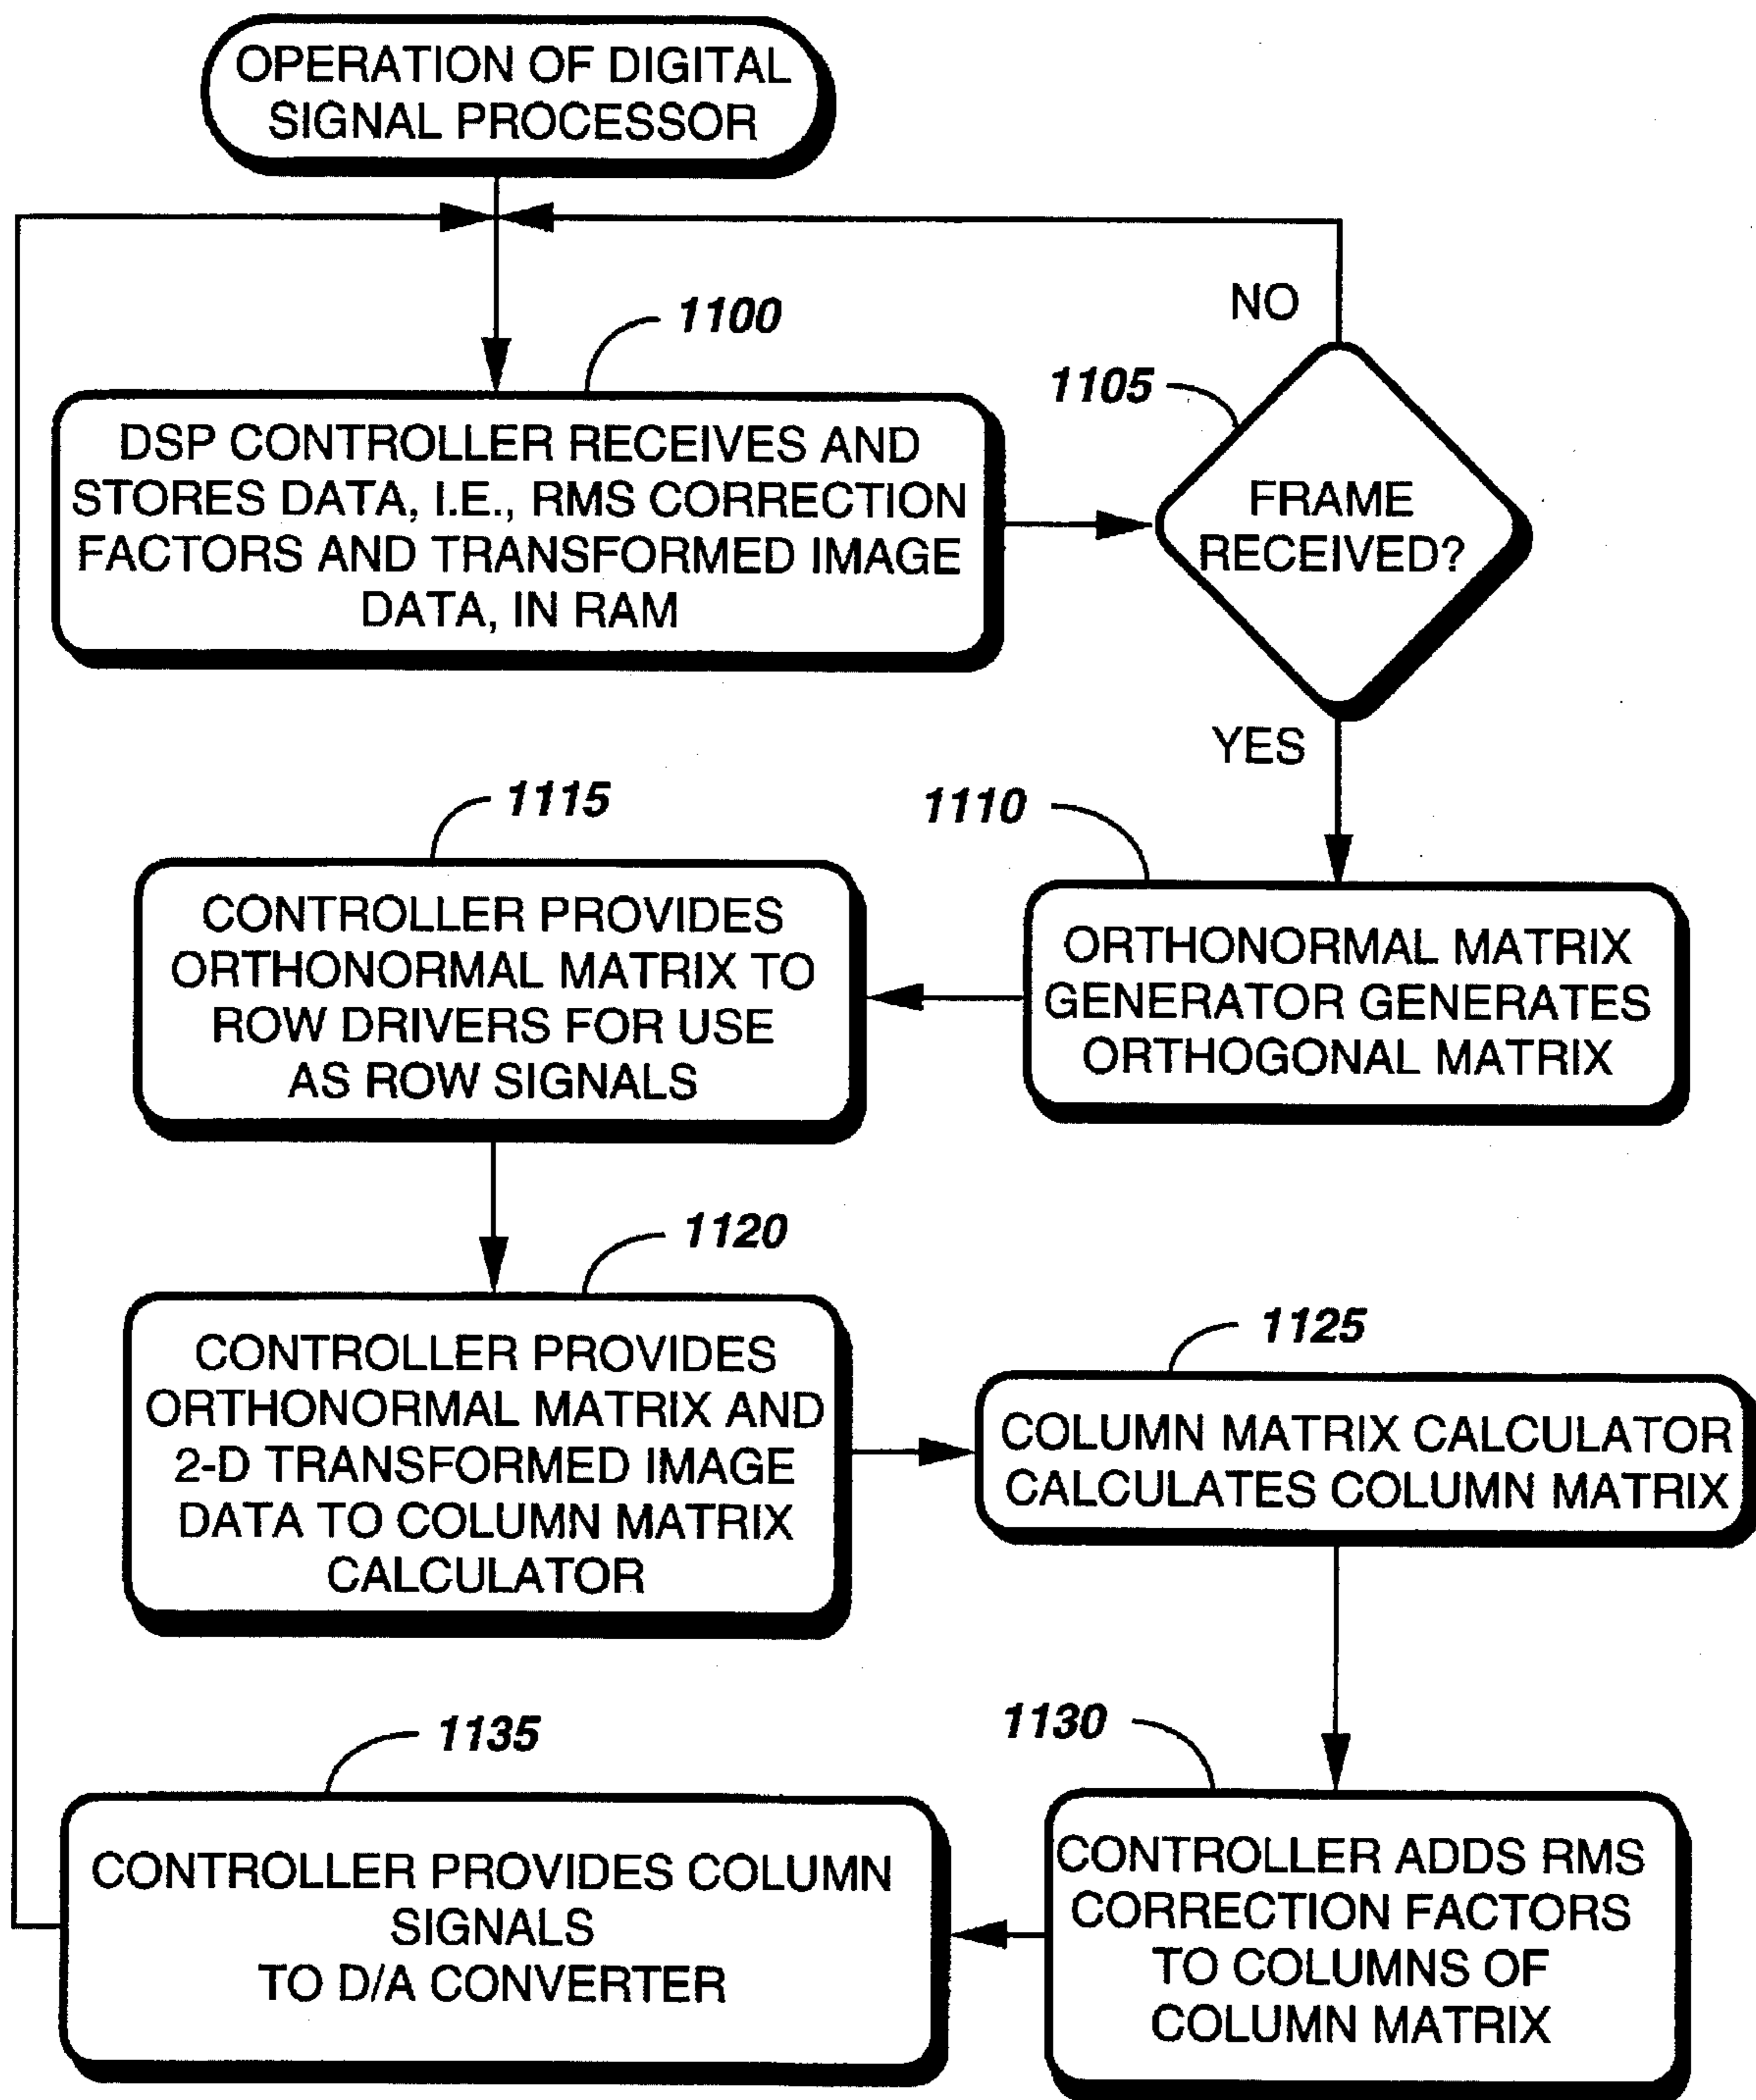 OPERATION OF DIGITAL
SIGNAL PROCESSOR
1100
DSP CONTROLLER RECEIVES AND
STORES DATA, I.E., RMS CORRECTION
FACTORS AND TRANSFORMED IMAGE
DATA, IN RAM
NO
1105
FRAME
RECEIVED?
YES
1110
ORTHONORMAL MATRIX
GENERATOR GENERATES
ORTHOGONAL MATRIX
1115
CONTROLLER PROVIDES
ORTHONORMAL MATRIX TO
ROW DRIVERS FOR USE
AS ROW SIGNALS
1120
CONTROLLER PROVIDES
ORTHONORMAL MATRIX AND
2-D TRANSFORMED IMAGE
DATA TO COLUMN MATRIX
CALCULATOR
1125
COLUMN MATRIX CALCULATOR
CALCULATES COLUMN MATRIX
1130
CONTROLLER ADDS RMS
CORRECTION FACTORS
TO COLUMNS OF
COLUMN MATRIX
1135
CONTROLLER PROVIDES COLUMN
SIGNALS
TO D/A CONVERTER